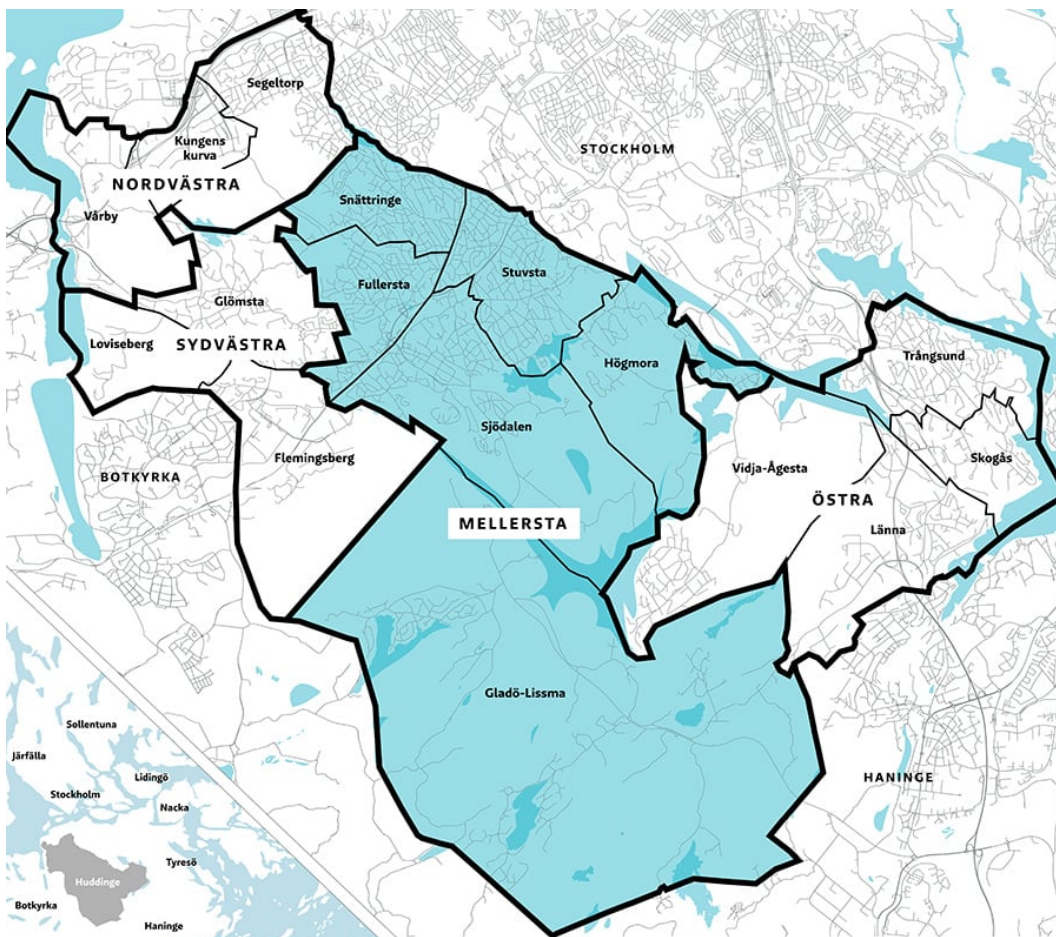 Segeltorp
Kungens
kurva
STOCKHOLM
NORDVÄSTRA
Snättringe
Vårby
Stuvsta
Fullersta
Glömsta
Loviseberg
SYDVÄSTRA
Högmora
Trångsund
Sjödalen
Flemingsberg
Skogås
BOTKYRKA
Vidja-Ågesta
ÖSTRA
MELLERSTA
Länna
Gladö-Lissma
Sollentuna
Järfälla
Lidingö
HANINGE
Stockholm
Nacka
Tyresö
Huddinge
Botkyrka
Haninge